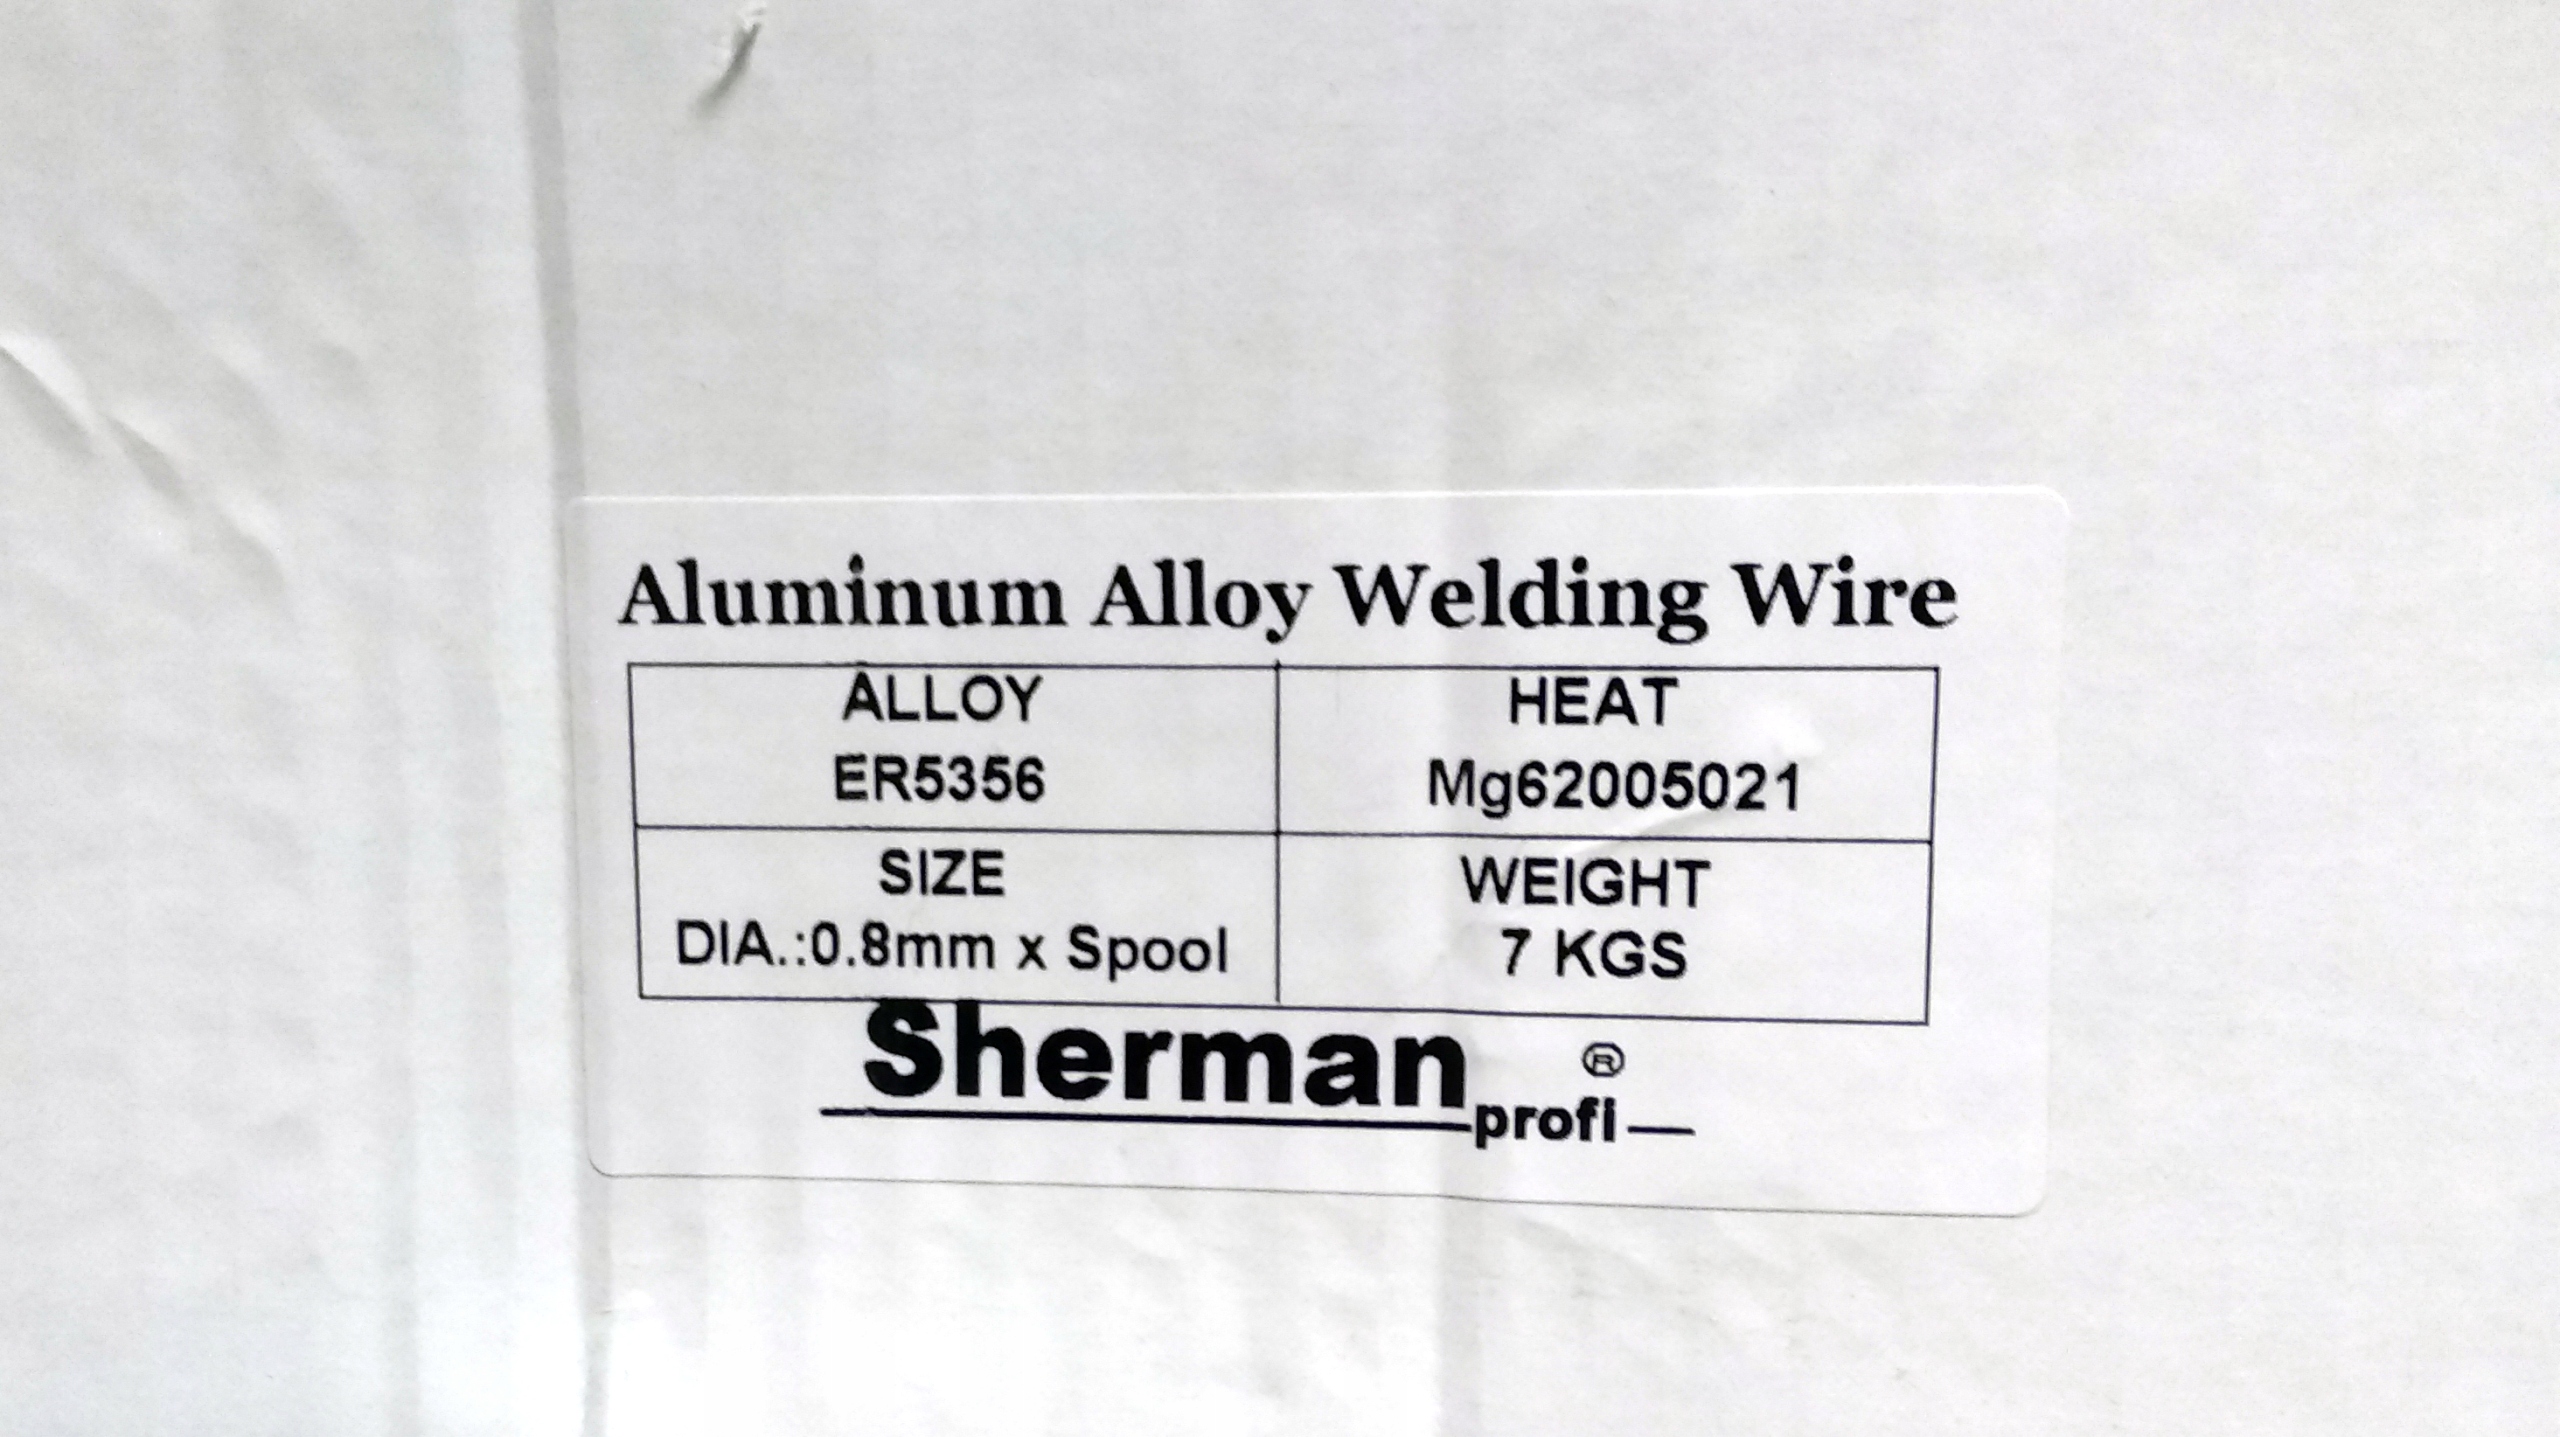 Aluminum Alloy Welding Wire
ALLOY
ER5356
HEAT
Mg62005021
SIZE
DIA.:0.8mm x Spool
WEIGHT
7 KGS
Sherman ®
profi